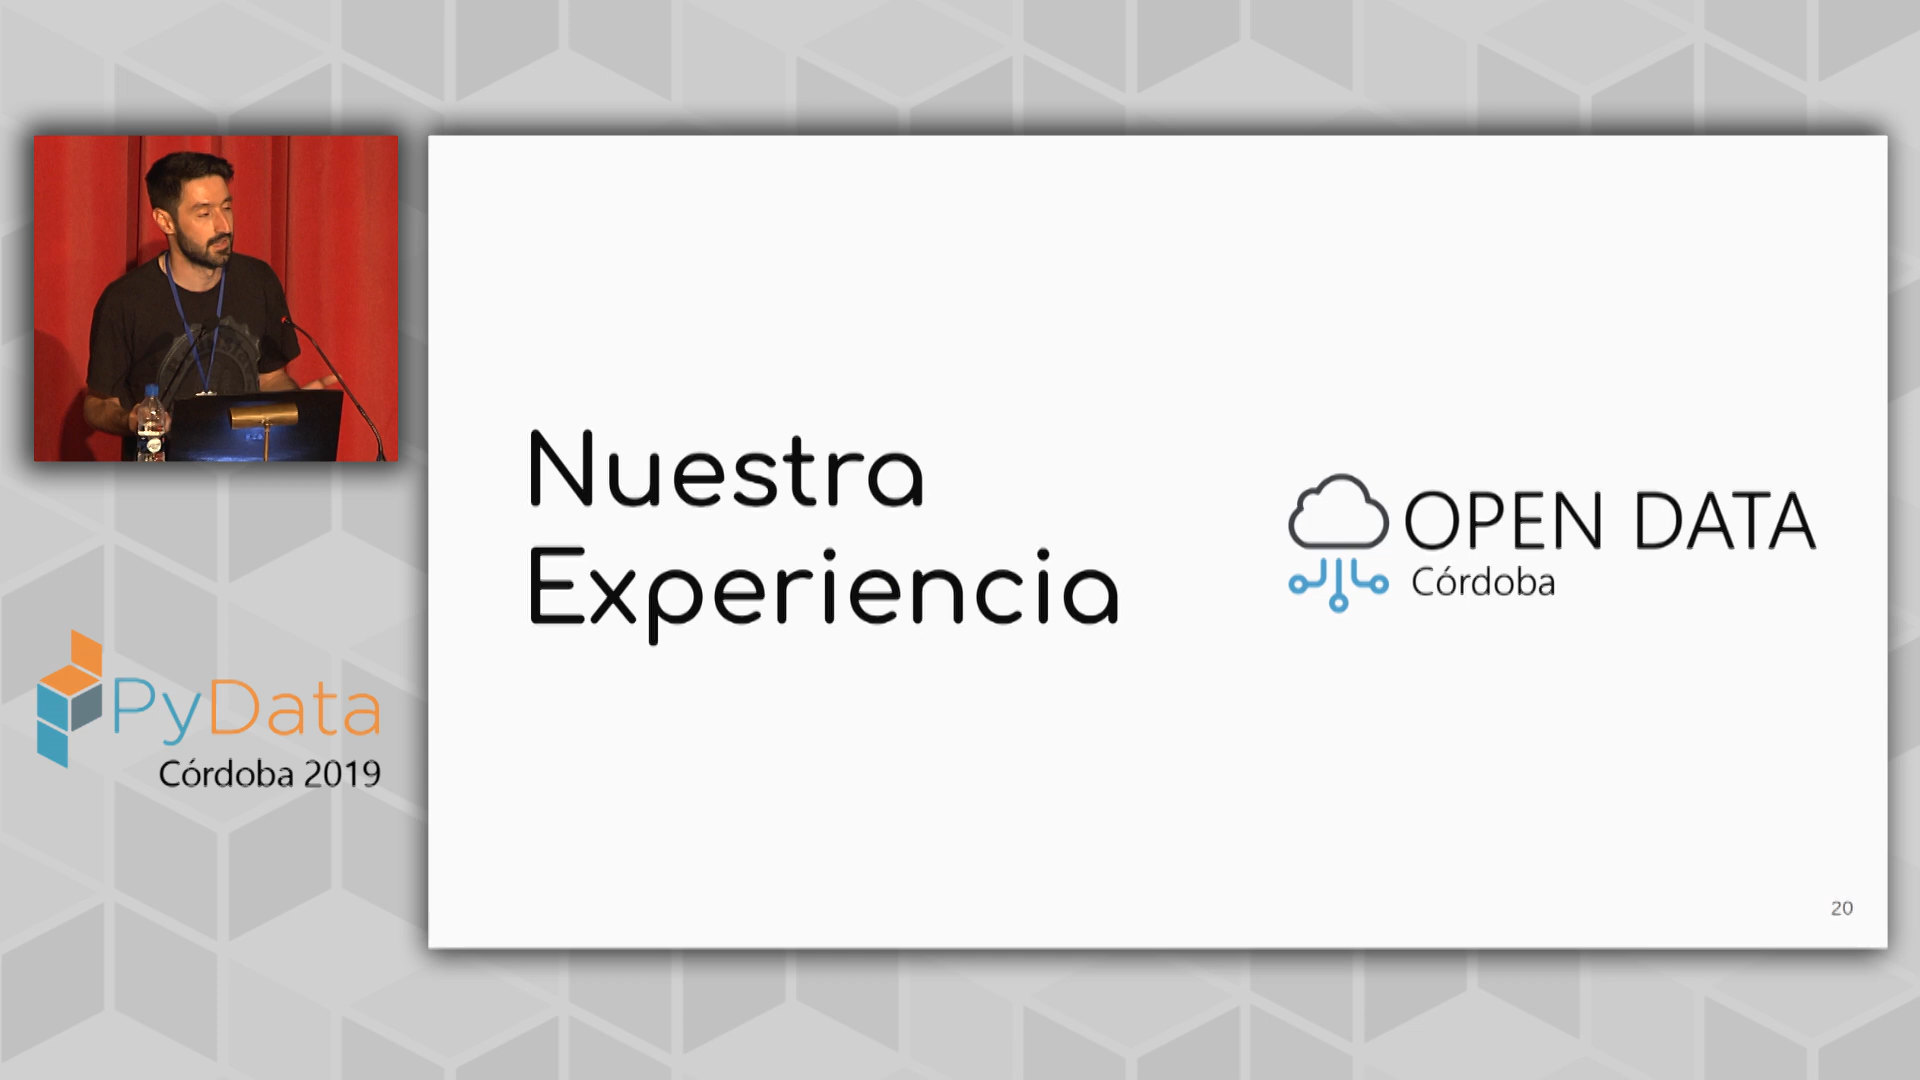 Nuestra
Experiencia
OPEN DATA
Córdoba
20
PyData
Córdoba 2019